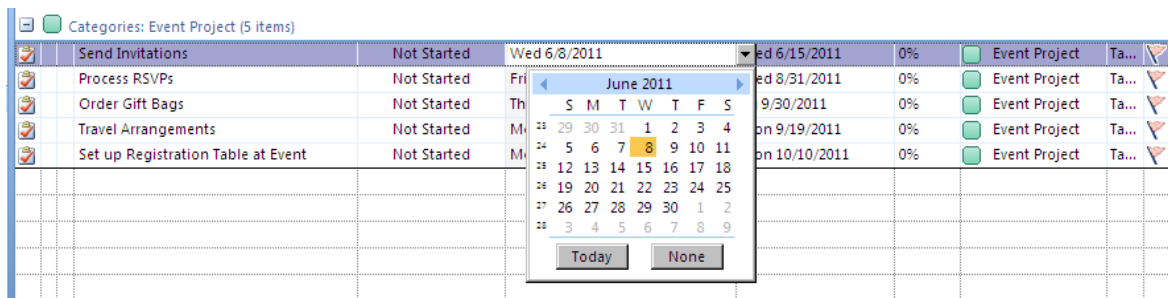 Categories: Event Project (5 items)
Send Invitations Not Started Wed 6/8/2011 ed 6/15/2011 0% Event Project Ta...
Process RSVPs Not Started Fri ed 8/31/2011 0% Event Project Ta...
Order Gift Bags Not Started Th 9/30/2011 0% Event Project Ta...
Travel Arrangements Not Started Mo on 9/19/2011 0% Event Project Ta...
Set up Registration Table at Event Not Started Mo on 10/10/2011 0% Event Project Ta...
June 2011
S M T W T F S
23 29 30 31 1 2 3 4
24 5 6 7 8 9 10 11
25 12 13 14 15 16 17 18
26 19 20 21 22 23 24 25
27 26 27 28 29 30 1 2
28 3 4 5 6 7 8 9
Today None